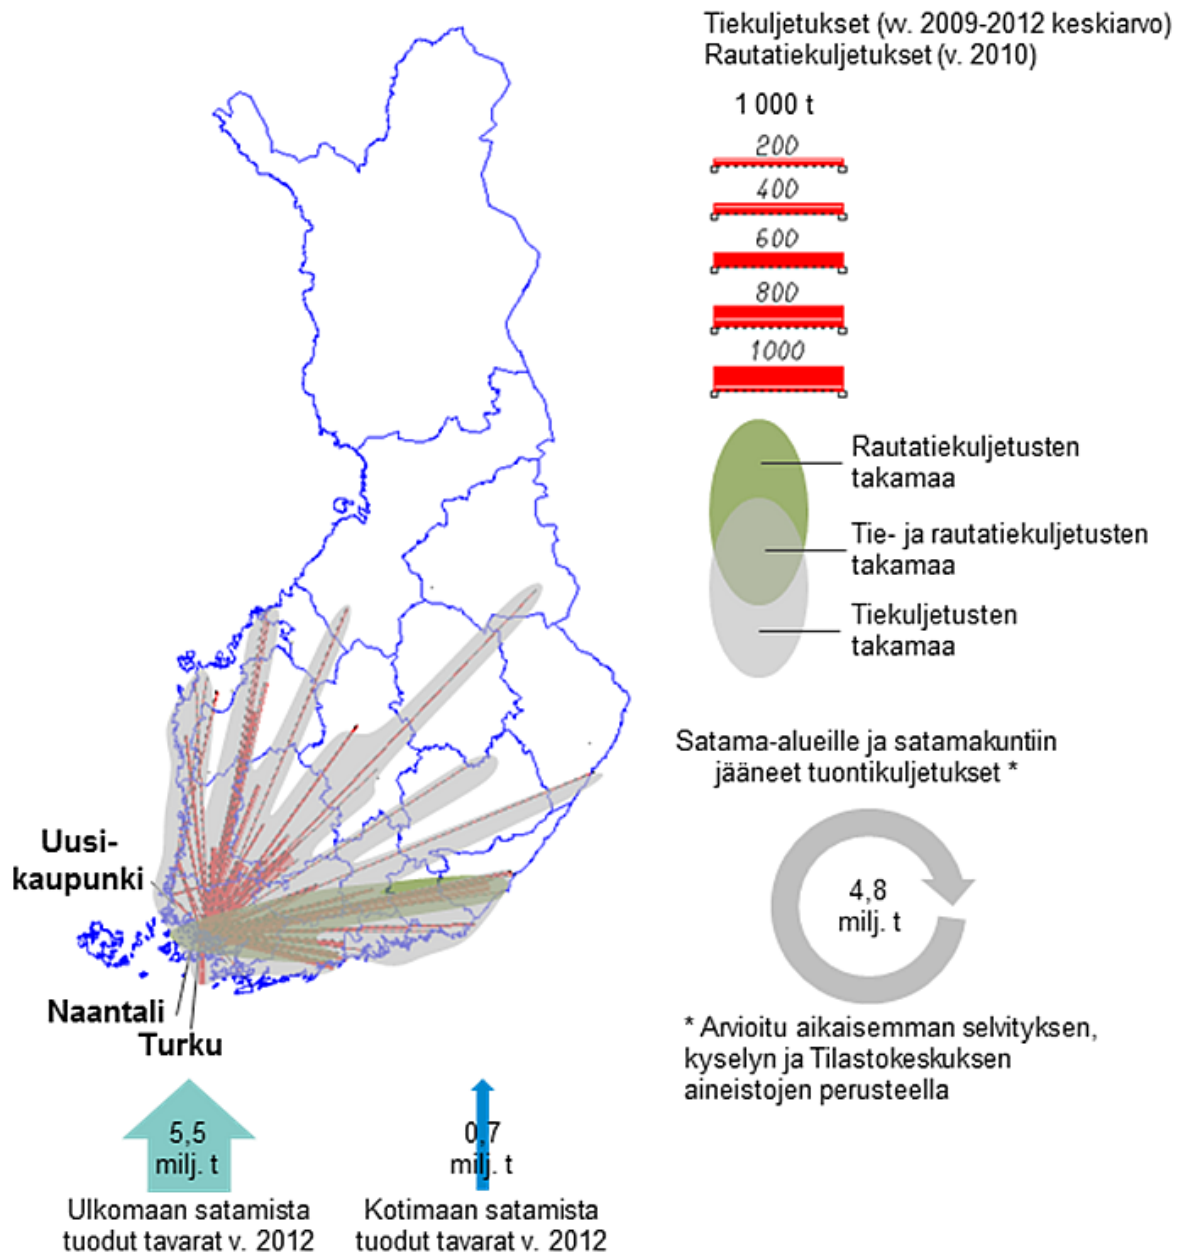 Tiekuljetukset (w. 2009-2012 keskiarvo)
Rautatiekuljetukset (v. 2010)
1 000 t
200
400
600
800
1000
Rautatiekuljetusten
takamaa
Tie- ja rautatiekuljetusten
takamaa
Tiekuljetusten
takamaa
Satama-alueille ja satamakuntiin
jääneet tuontikuljetukset *
4,8
milj. t
* Arvioitu aikaisemman selvityksen,
kyselyn ja Tilastokeskuksen
aineistojen perusteella
Uusi-
kaupunki
Naantali
Turku
5,5
milj. t
Ulkomaan satamista
tuodut tavarat v. 2012
0,7
milj. t
Kotimaan satamista
tuodut tavarat v. 2012